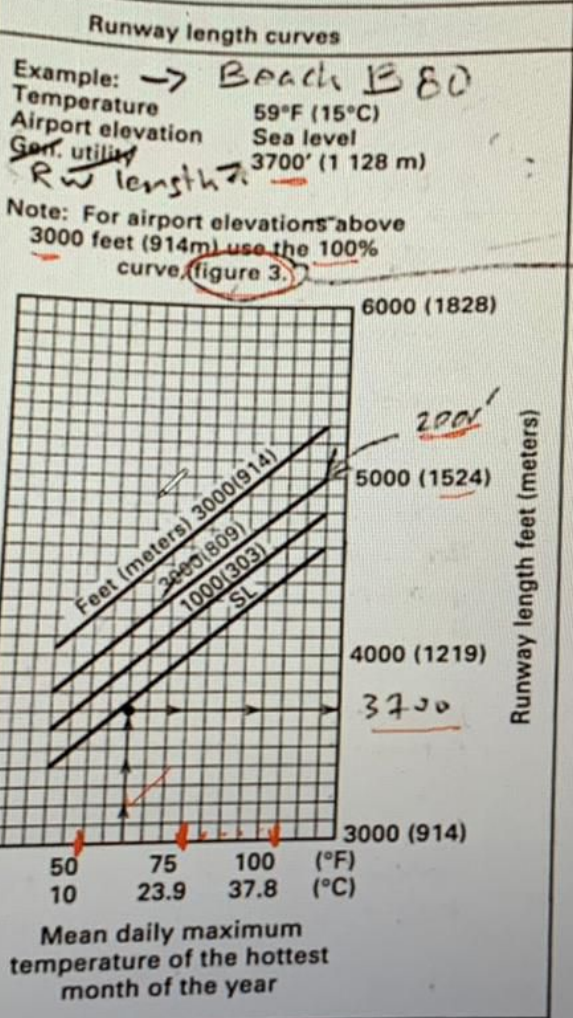 Runway length curves
Example: → Beach B 80
Temperature 59°F (15°C)
Airport elevation Sea level
Gen. utility 3700' (1 128 m)
RW length
Note: For airport elevations above
3000 feet (914m) use the 100%
curve, figure 3.
6000 (1828)
2000'
5000 (1524)
Feet (meters) 3000(914)
(809)
1000(303)
SL
4000 (1219)
3700
3000 (914)
Runway length feet (meters)
50 75 100 (°F)
10 23.9 37.8 (°C)
Mean daily maximum
temperature of the hottest
month of the year